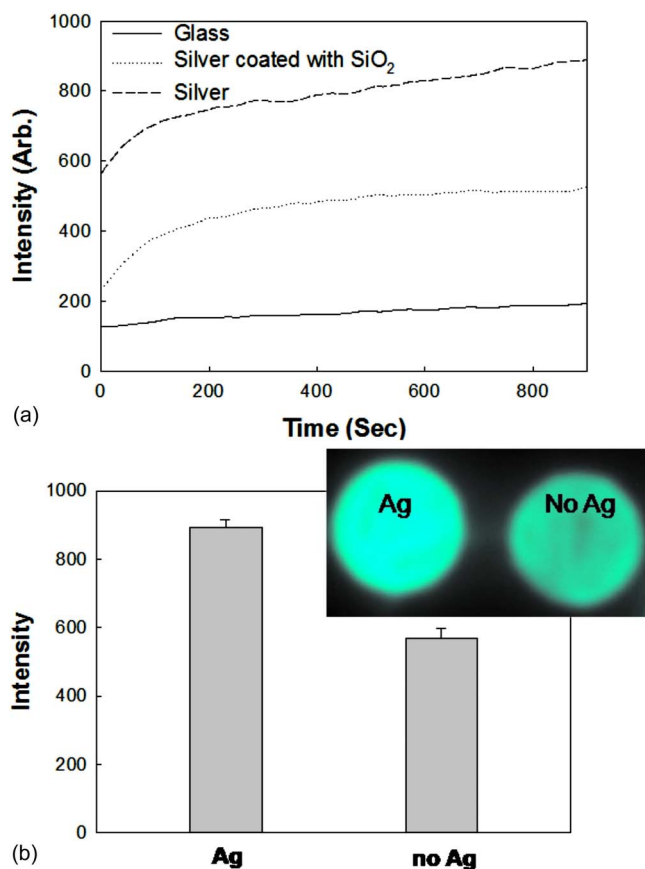 1000
800
600
400
200
0
Intensity (Arb.)
Glass
Silver coated with SiO₂
Silver
0 200 400 600 800
Time (Sec)
(a)
1000
800
600
400
200
0
Intensity
Ag
No Ag
Ag no Ag
(b)